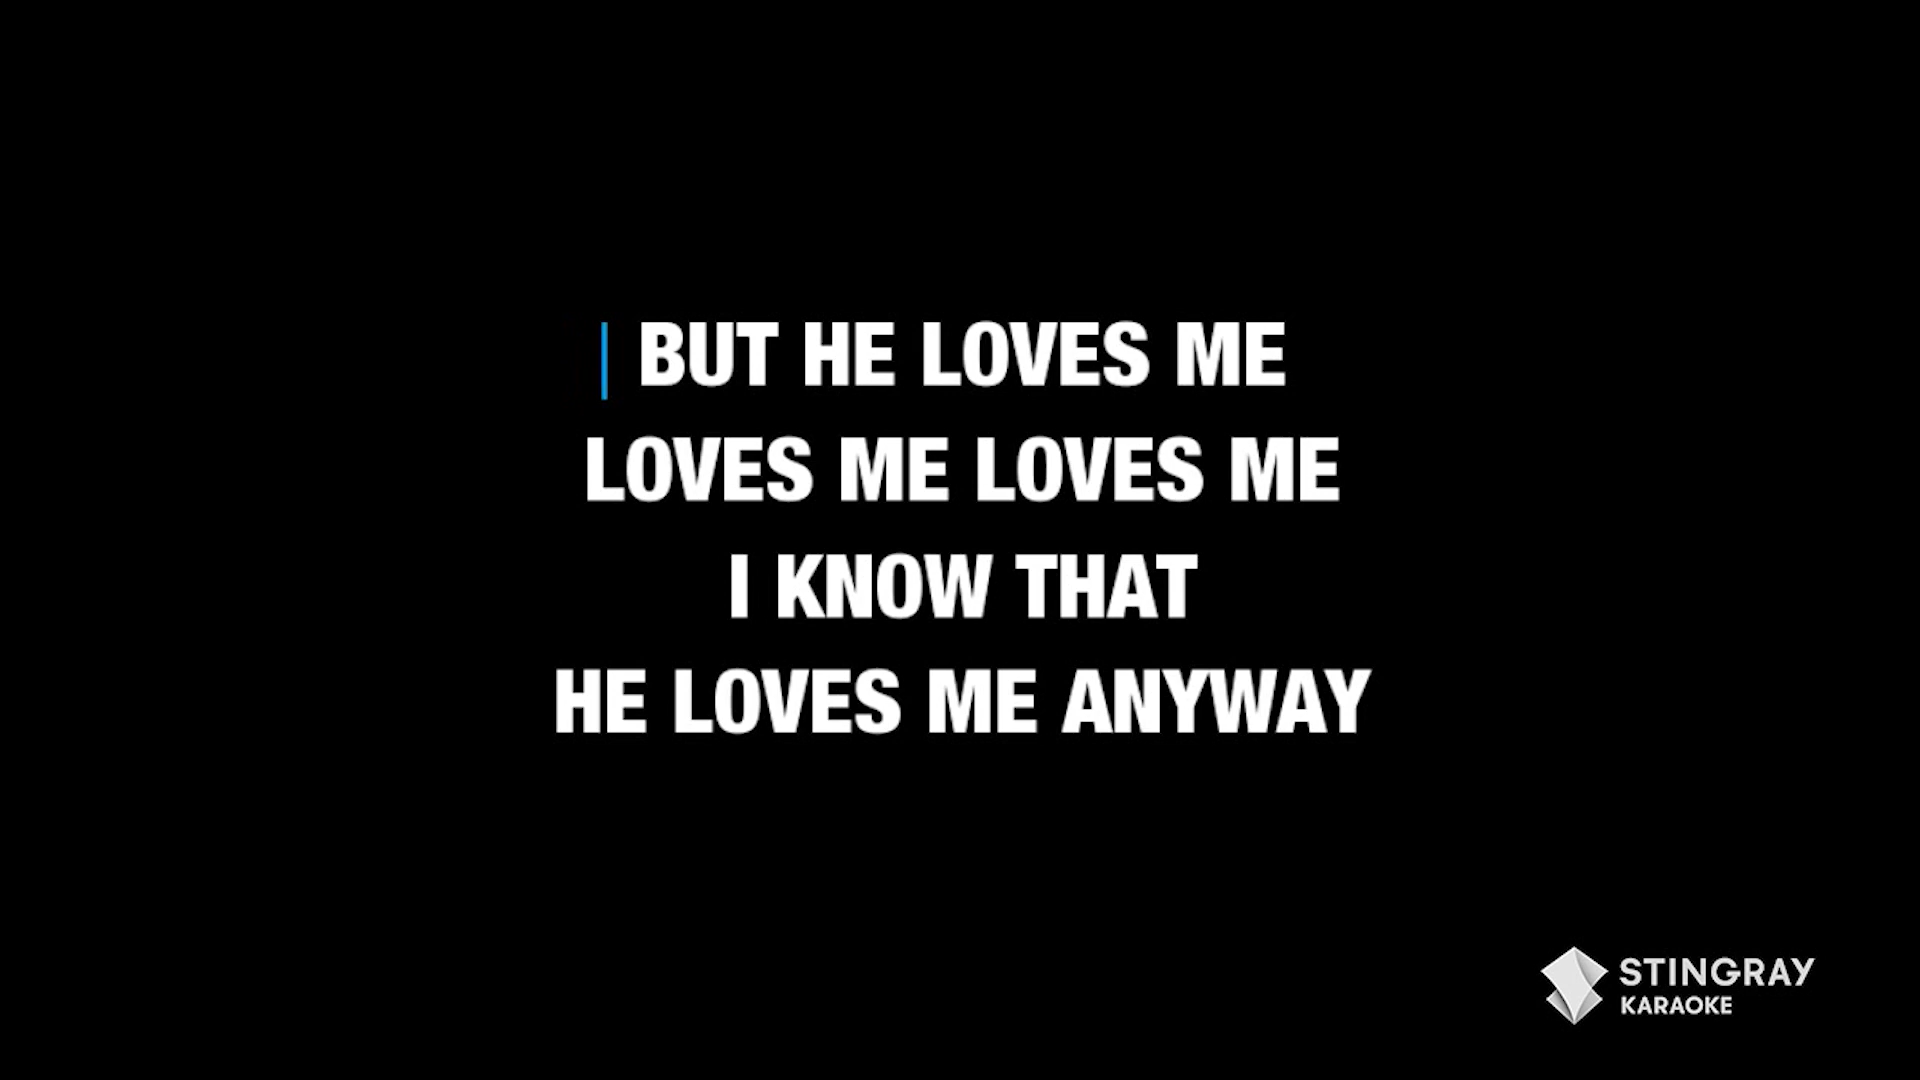 BUT HE LOVES ME
LOVES ME LOVES ME
I KNOW THAT
HE LOVES ME ANYWAY
STINGRAY
KARAOKE